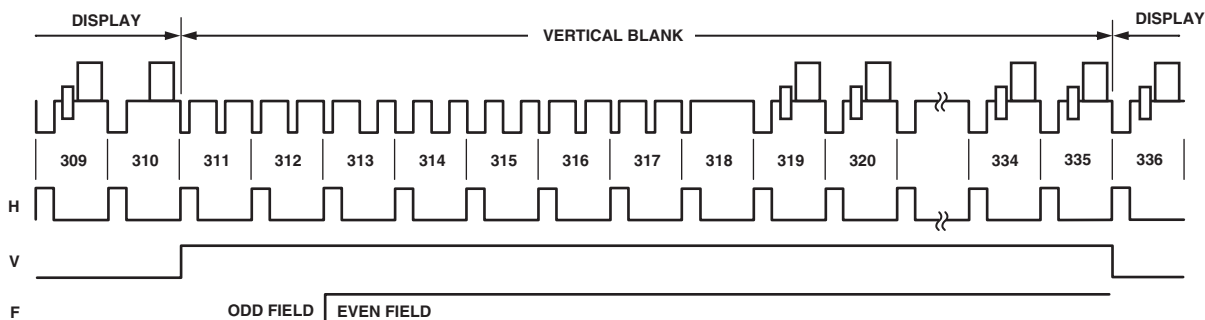 DISPLAY
VERTICAL BLANK
DISPLAY
309 310 311 312 313 314 315 316 317 318 319 320 334 335 336
H
V
F ODD FIELD EVEN FIELD